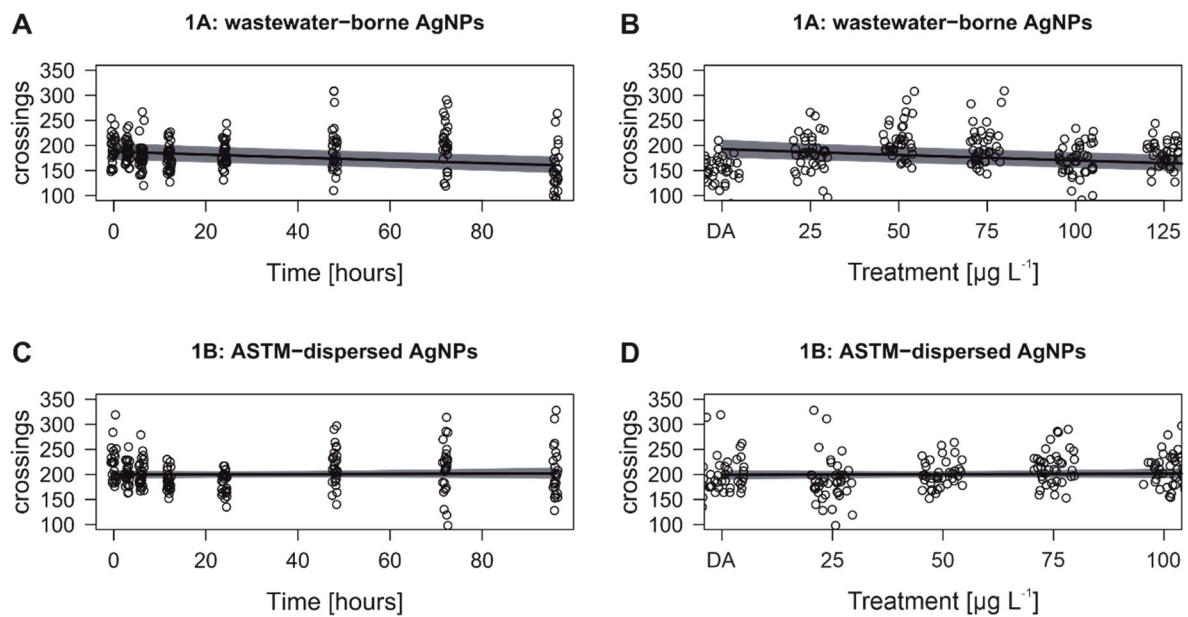 A
1A: wastewater−borne AgNPs
350
300
250
200
150
100
crossings
0 20 40 60 80
Time [hours]
B
1A: wastewater−borne AgNPs
350
300
250
200
150
100
crossings
DA 25 50 75 100 125
Treatment [µg L⁻¹]
C
1B: ASTM−dispersed AgNPs
350
300
250
200
150
100
crossings
0 20 40 60 80
Time [hours]
D
1B: ASTM−dispersed AgNPs
350
300
250
200
150
100
crossings
DA 25 50 75 100
Treatment [µg L⁻¹]